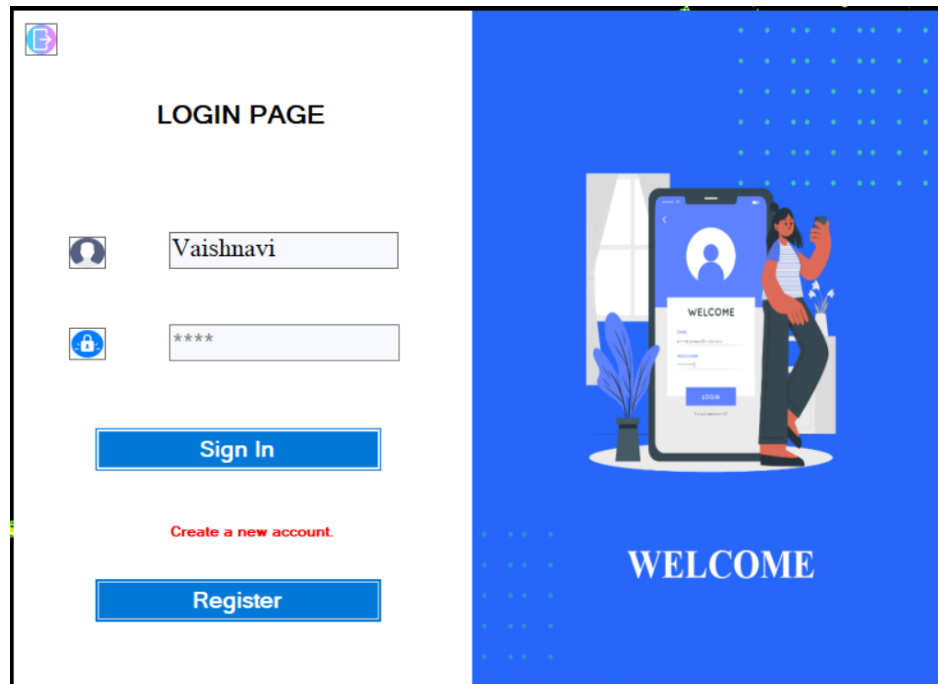 LOGIN PAGE
Vaishnavi
****
Sign In
Create a new account.
Register
WELCOME
LOGIN
WELCOME